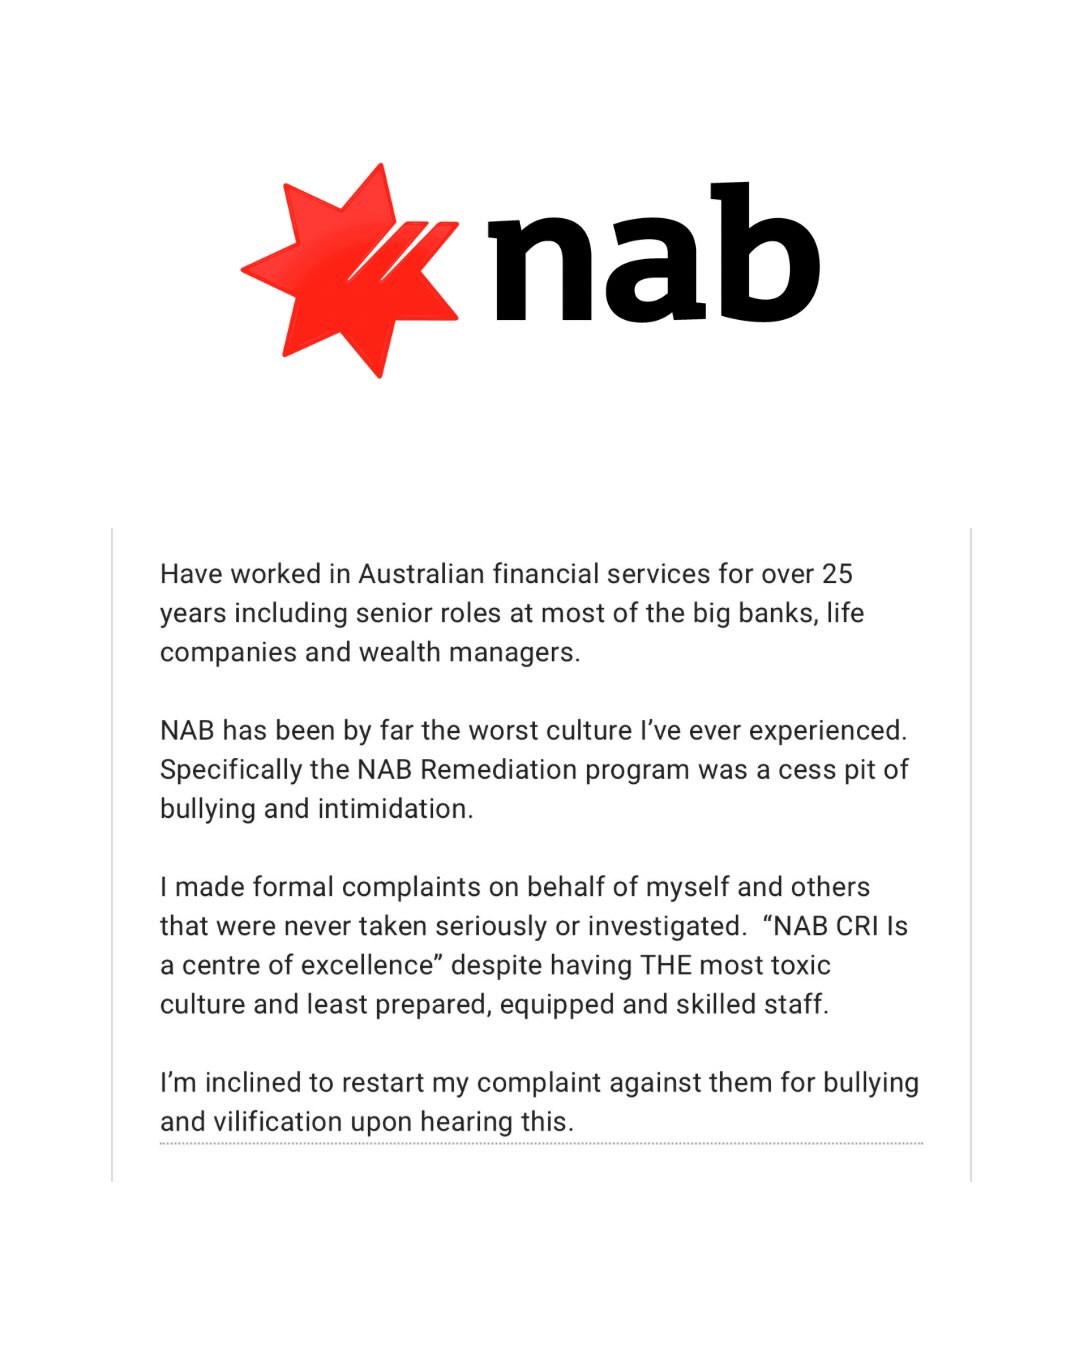 nab
Have worked in Australian financial services for over 25
years including senior roles at most of the big banks, life
companies and wealth managers.
NAB has been by far the worst culture I’ve ever experienced.
Specifically the NAB Remediation program was a cess pit of
bullying and intimidation.
I made formal complaints on behalf of myself and others
that were never taken seriously or investigated.  “NAB CRI Is
a centre of excellence” despite having THE most toxic
culture and least prepared, equipped and skilled staff.
I’m inclined to restart my complaint against them for bullying
and vilification upon hearing this.